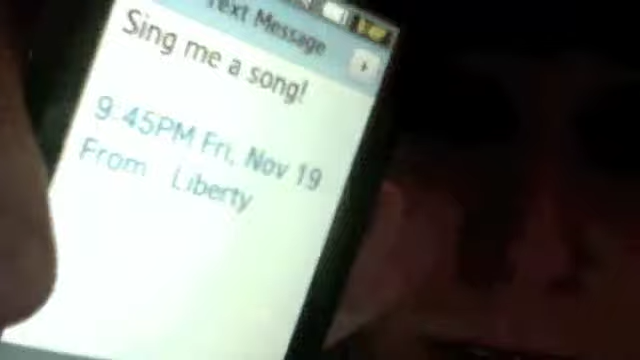 Text Message
Sing me a song!
9:45PM Fri, Nov 19
From Liberty